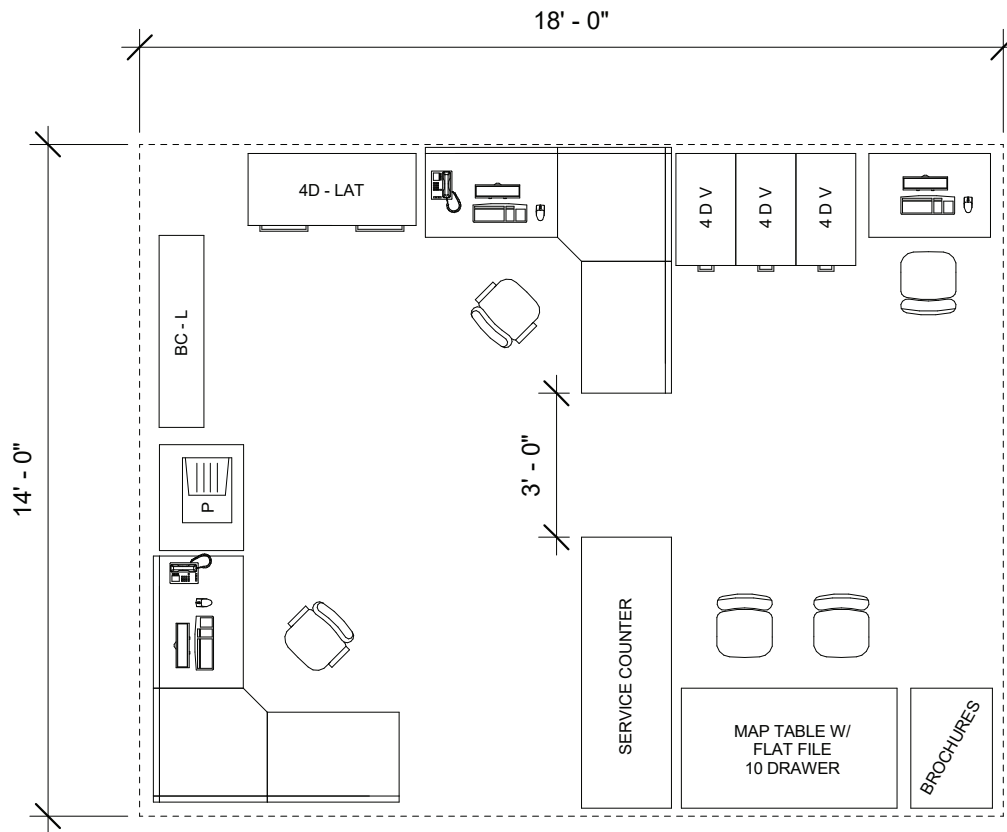 18' - 0"
4D - LAT
4 D V
4 D V
4 D V
BC - L
14' - 0"
3' - 0"
P
SERVICE COUNTER
MAP TABLE W/
FLAT FILE
10 DRAWER
BROCHURES